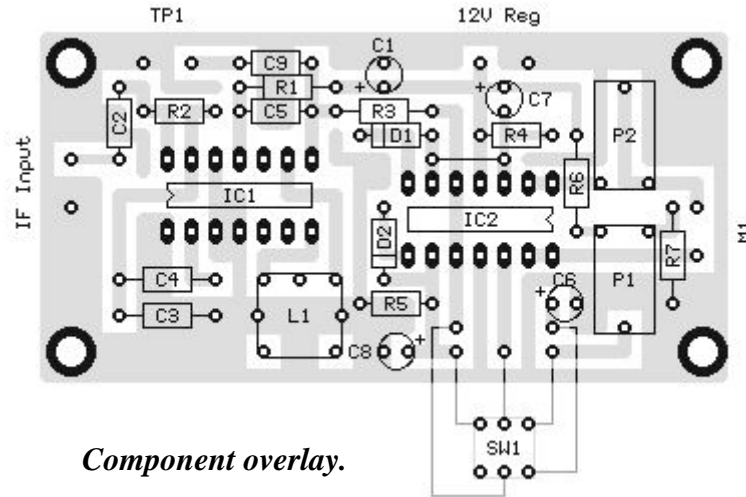 TP1
12V Reg
C9
C1
R1
C2
R2
C5
R3
C7
D1
R4
P2
R6
IC1
IF Input
IC2
D2
R7
M1
C4
C6
P1
C3
L1
R5
C8
SW1
Component overlay.